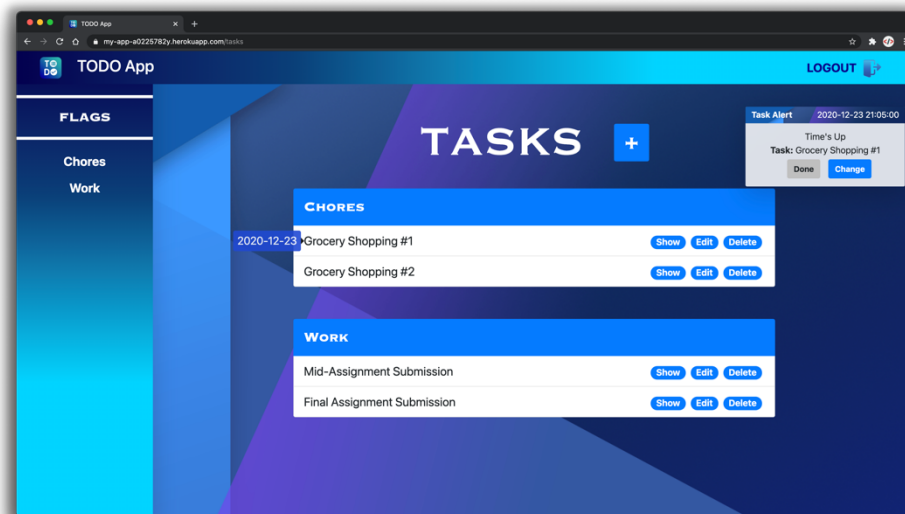 TODO App
my-app-a0225782y.herokuapp.com/tasks
TO
DO
TODO App
LOGOUT
FLAGS
Chores
Work
TASKS
+
Task Alert 2020-12-23 21:05:00
Time's Up
Task: Grocery Shopping #1
Done Change
CHORES
2020-12-23
Grocery Shopping #1 Show Edit Delete
Grocery Shopping #2 Show Edit Delete
WORK
Mid-Assignment Submission Show Edit Delete
Final Assignment Submission Show Edit Delete